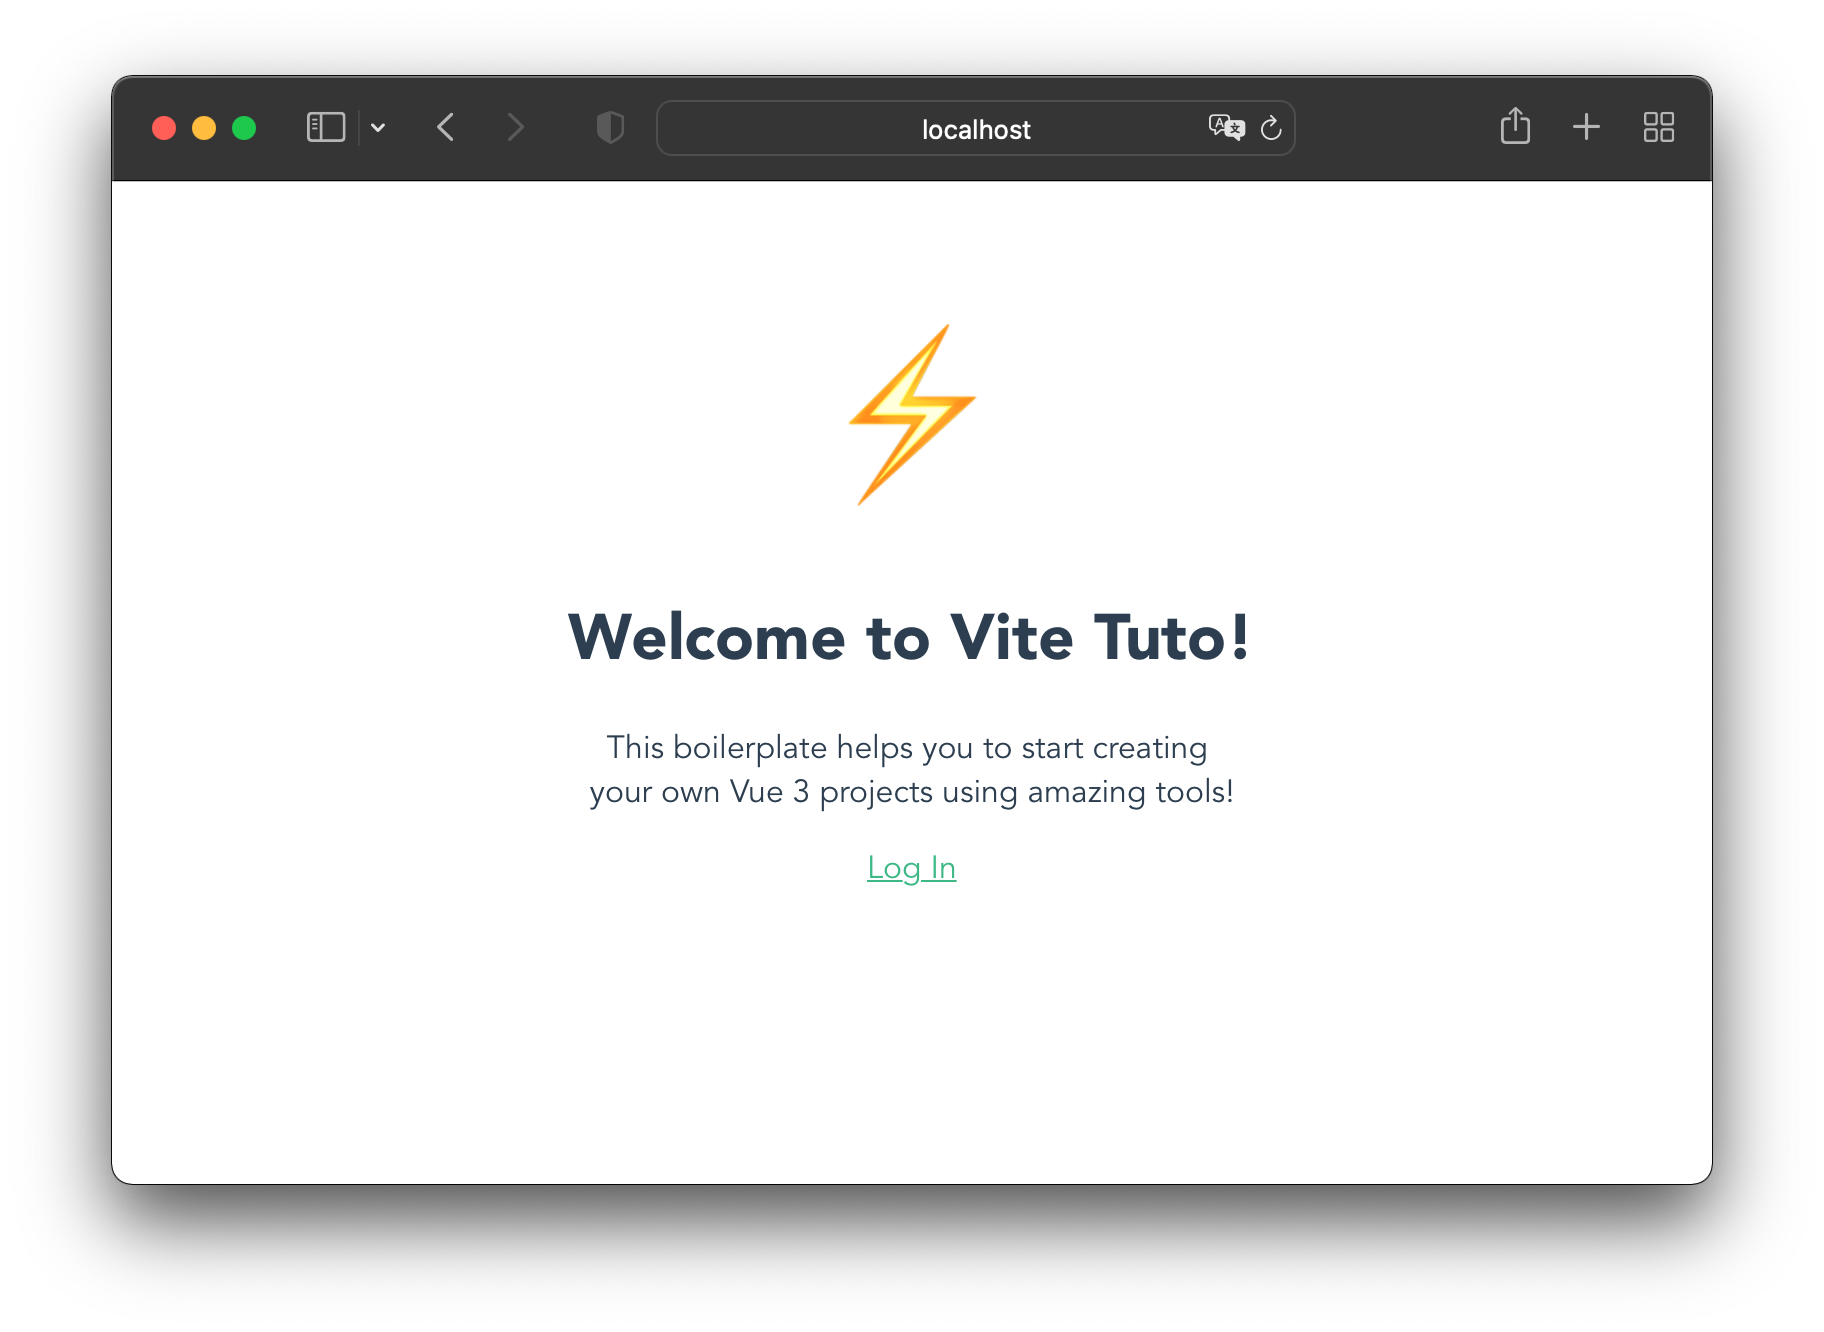 localhost
Welcome to Vite Tuto!
This boilerplate helps you to start creating
your own Vue 3 projects using amazing tools!
Log In